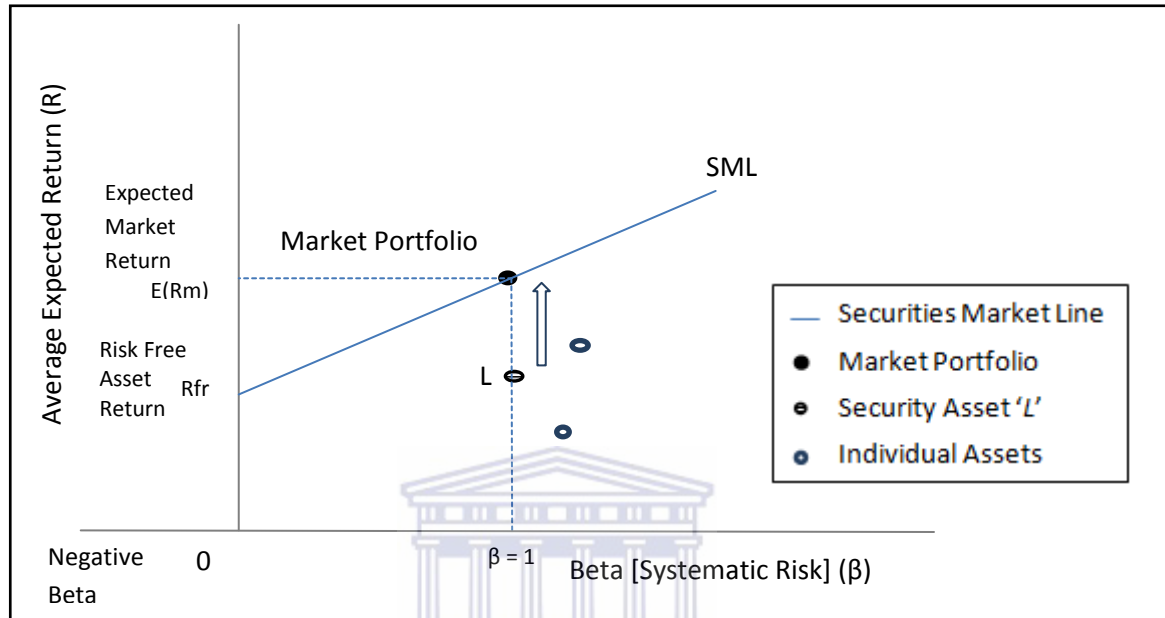 Average Expected Return (R)
Expected
Market
Return
E(Rm)
Risk Free
Asset
Rfr
Return
SML
Market Portfolio
L
Securities Market Line
Market Portfolio
Security Asset ‘L’
Individual Assets
Negative
Beta
0
β = 1
Beta [Systematic Risk] (β)